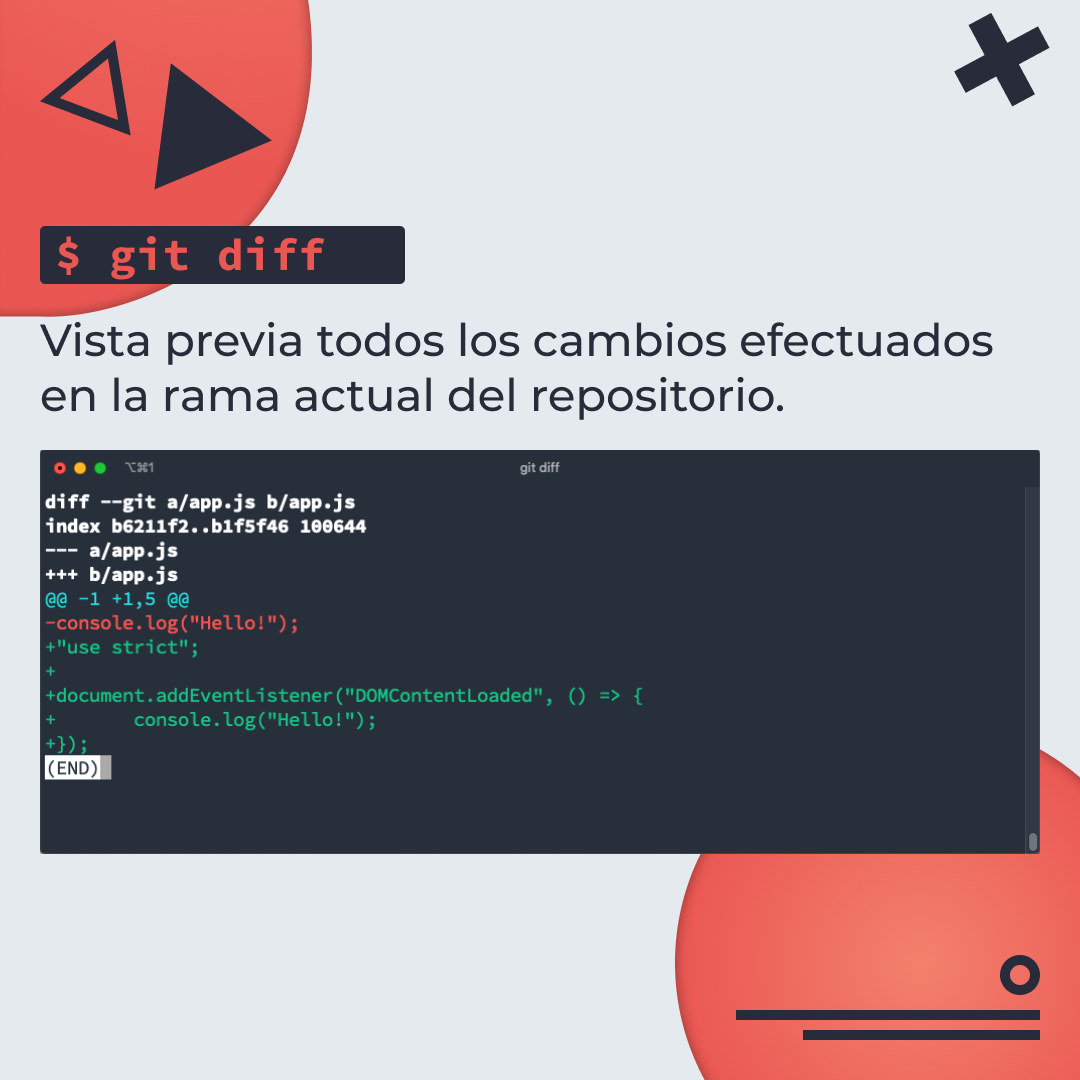 $ git diff
Vista previa todos los cambios efectuados
en la rama actual del repositorio.
⌥⌘1
git diff
diff --git a/app.js b/app.js
index b6211f2..b1f5f46 100644
--- a/app.js
+++ b/app.js
@@ -1 +1,5 @@
-console.log("Hello!");
+"use strict";
+
+document.addEventListener("DOMContentLoaded", () => {
+       console.log("Hello!");
+});
(END)